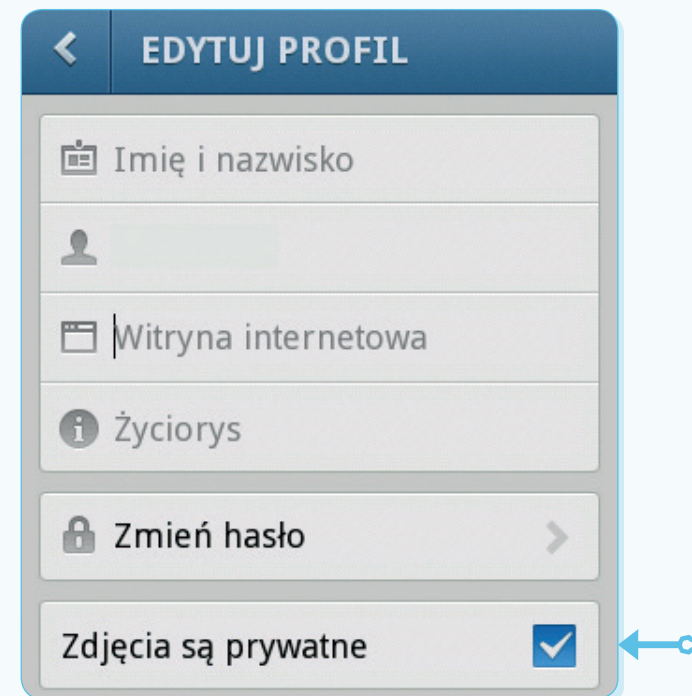 EDYTUJ PROFIL
Imię i nazwisko
Witryna internetowa
Życiorys
Zmień hasło
Zdjęcia są prywatne